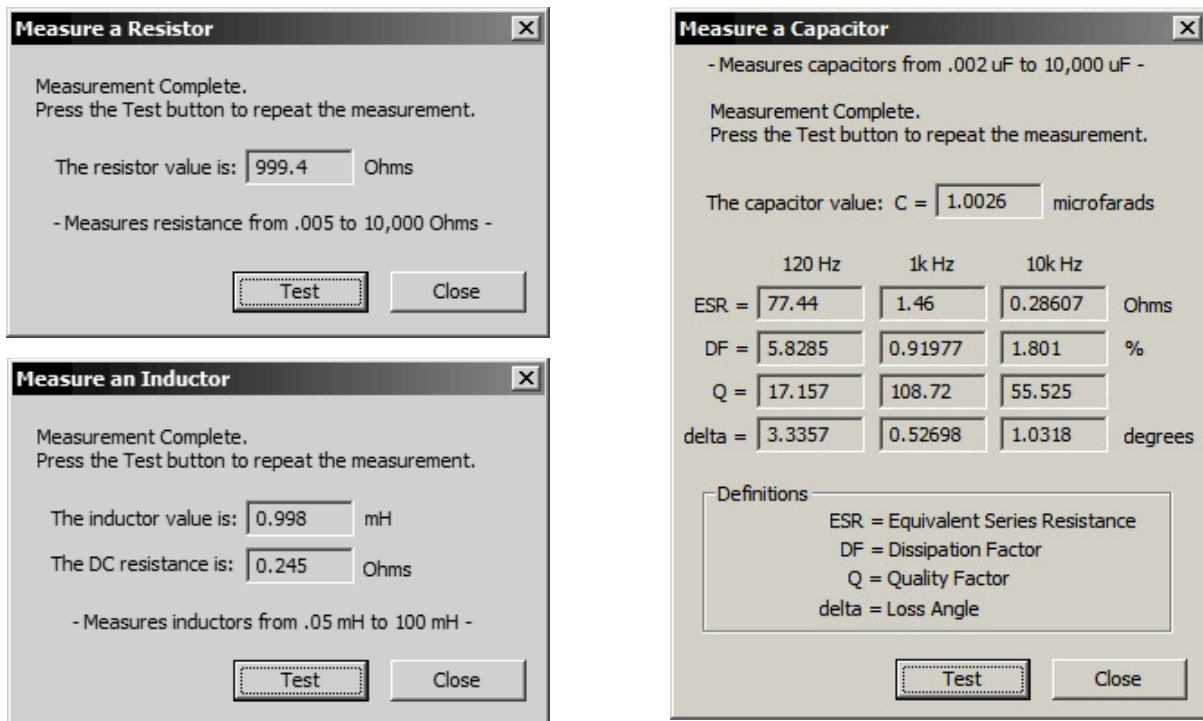 Measure a Resistor
Measurement Complete.
Press the Test button to repeat the measurement.
The resistor value is: 999.4 Ohms
- Measures resistance from .005 to 10,000 Ohms -
Test Close
Measure an Inductor
Measurement Complete.
Press the Test button to repeat the measurement.
The inductor value is: 0.998 mH
The DC resistance is: 0.245 Ohms
- Measures inductors from .05 mH to 100 mH -
Test Close
Measure a Capacitor
- Measures capacitors from .002 uF to 10,000 uF -
Measurement Complete.
Press the Test button to repeat the measurement.
The capacitor value: C = 1.0026 microfarads
120 Hz 1k Hz 10k Hz
ESR = 77.44 1.46 0.28607 Ohms
DF = 5.8285 0.91977 1.801 %
Q = 17.157 108.72 55.525
delta = 3.3357 0.52698 1.0318 degrees
Definitions
ESR = Equivalent Series Resistance
DF = Dissipation Factor
Q = Quality Factor
delta = Loss Angle
Test Close